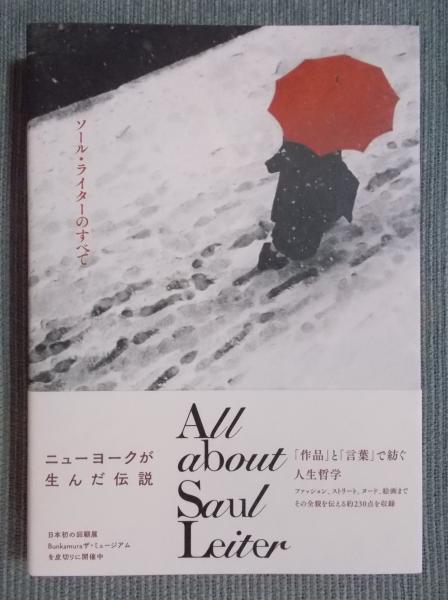 ソール・ライターのすべて
All
about
Saul
Leiter
ニューヨークが
生んだ伝説
日本初の回顧展
Bunkamuraザ・ミュージアム
を皮切りに開催中
「作品」と「言葉」で紡ぐ
人生哲学
ファッション、ストリート、ヌード、絵画まで
その全貌を伝える約230点を収録